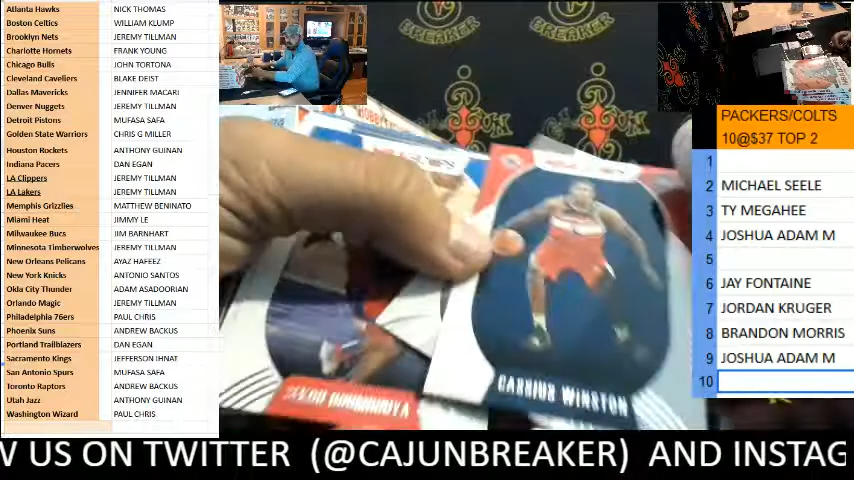 Atlanta Hawks NICK THOMAS
Boston Celtics WILLIAM KLUMP
Brooklyn Nets JEREMY TILLMAN
Charlotte Hornets FRANK YOUNG
Chicago Bulls JOHN TORTONA
Cleveland Caveliers BLAKE DEIST
Dallas Mavericks JENNIFER MACARI
Denver Nuggets JEREMY TILLMAN
Detroit Pistons MUFASA SAFA
Golden State Warriors CHRIS G MILLER
Houston Rockets ANTHONY GUINAN
Indiana Pacers DAN EGAN
LA Clippers JEREMY TILLMAN
LA Lakers JEREMY TILLMAN
Memphis Grizzlies MATTHEW BENINATO
Miami Heat JIMMY LE
Milwaukee Bucs JIM BARNHART
Minnesota Timberwolves JEREMY TILLMAN
New Orleans Pelicans AYAZ HAFEEZ
New York Knicks ANTONIO SANTOS
Okla City Thunder ADAM ASADOORIAN
Orlando Magic JEREMY TILLMAN
Philadelphia 76ers PAUL CHRIS
Phoenix Suns ANDREW BACKUS
Portland Trailblazers DAN EGAN
Sacramento Kings JEFFERSON IHNAT
San Antonio Spurs MUFASA SAFA
Toronto Raptors ANDREW BACKUS
Utah Jazz ANTHONY GUINAN
Washington Wizard PAUL CHRIS
BREAKER
BREAKER
CASSIUS WINSTON
PACKERS/COLTS
10@$37 TOP 2
1
2 MICHAEL SEELE
3 TY MEGAHEE
4 JOSHUA ADAM M
5
6 JAY FONTAINE
7 JORDAN KRUGER
8 BRANDON MORRIS
9 JOSHUA ADAM M
10
W US ON TWITTER (@CAJUNBREAKER) AND INSTAG